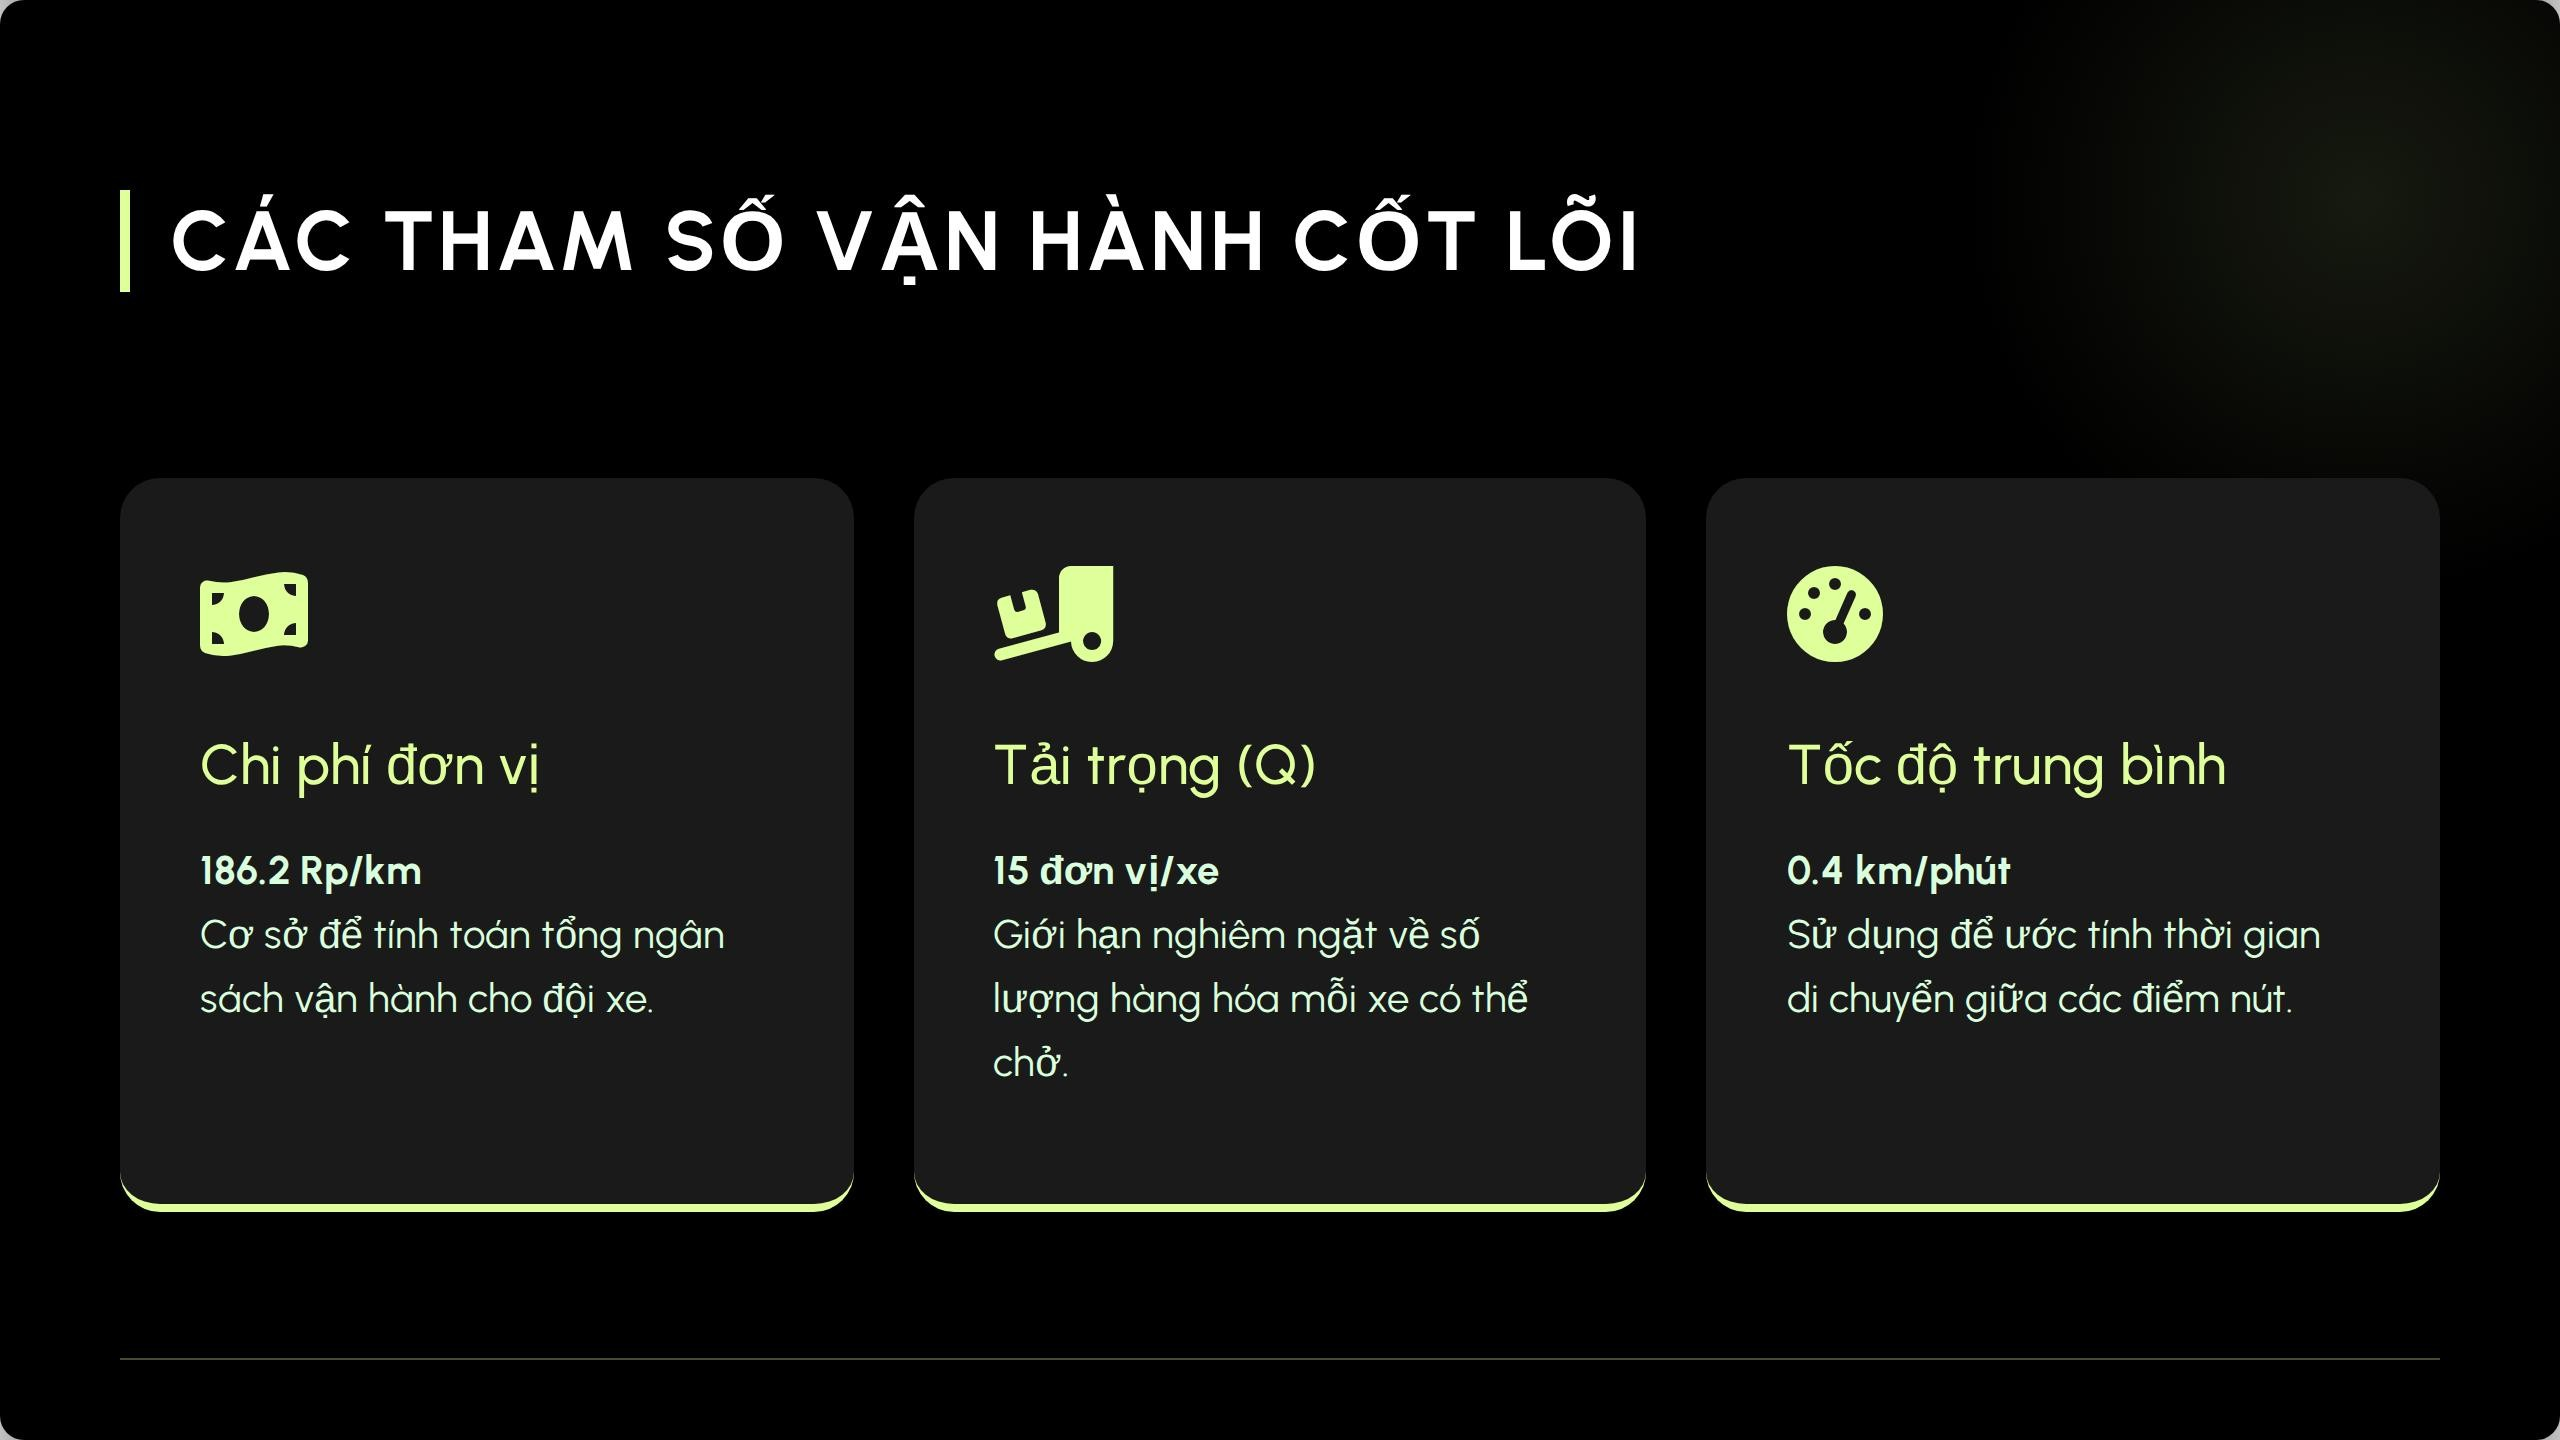 CÁC THAM SỐ VẬN HÀNH CỐT LÕI
Chi phí đơn vị
186.2 Rp/km
Cơ sở để tính toán tổng ngân
sách vận hành cho đội xe.
Tải trọng (Q)
15 đơn vị/xe
Giới hạn nghiêm ngặt về số
lượng hàng hóa mỗi xe có thể
chở.
Tốc độ trung bình
0.4 km/phút
Sử dụng để ước tính thời gian
di chuyển giữa các điểm nút.